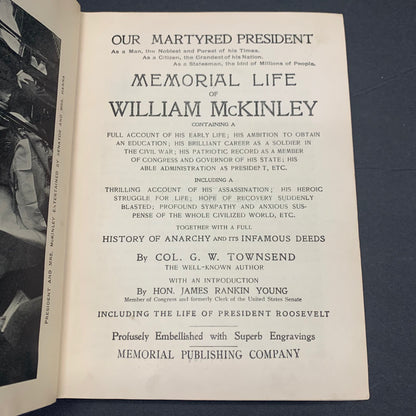 PRESIDENT AND MRS. McKINLEY ENTERTAINED BY SENATOR AND MRS. HANNA
OUR MARTYRED PRESIDENT
As a Man, the Noblest and Purest of his Times.
As a Citizen, the Grandest of his Nation.
As a Statesman, the Idol of Millions of People.
MEMORIAL LIFE
OF
WILLIAM McKINLEY
CONTAINING A
FULL ACCOUNT OF HIS EARLY LIFE; HIS AMBITION TO OBTAIN
AN EDUCATION; HIS BRILLIANT CAREER AS A SOLDIER IN
THE CIVIL WAR; HIS PATRIOTIC RECORD AS A MEMBER
OF CONGRESS AND GOVERNOR OF HIS STATE; HIS
ABLE ADMINISTRATION AS PRESIDE T, ETC.
INCLUDING A
THRILLING ACCOUNT OF HIS ASSASSINATION; HIS HEROIC
STRUGGLE FOR LIFE; HOPE OF RECOVERY SUDDENLY
BLASTED; PROFOUND SYMPATHY AND ANXIOUS SUS-
PENSE OF THE WHOLE CIVILIZED WORLD, ETC.
TOGETHER WITH A FULL
HISTORY OF ANARCHY AND ITS INFAMOUS DEEDS
By COL. G. W. TOWNSEND
THE WELL-KNOWN AUTHOR
WITH AN INTRODUCTION
By HON. JAMES RANKIN YOUNG
Member of Congress and formerly Clerk of the United States Senate
INCLUDING THE LIFE OF PRESIDENT ROOSEVELT
Profusely Embellished with Superb Engravings
MEMORIAL PUBLISHING COMPANY